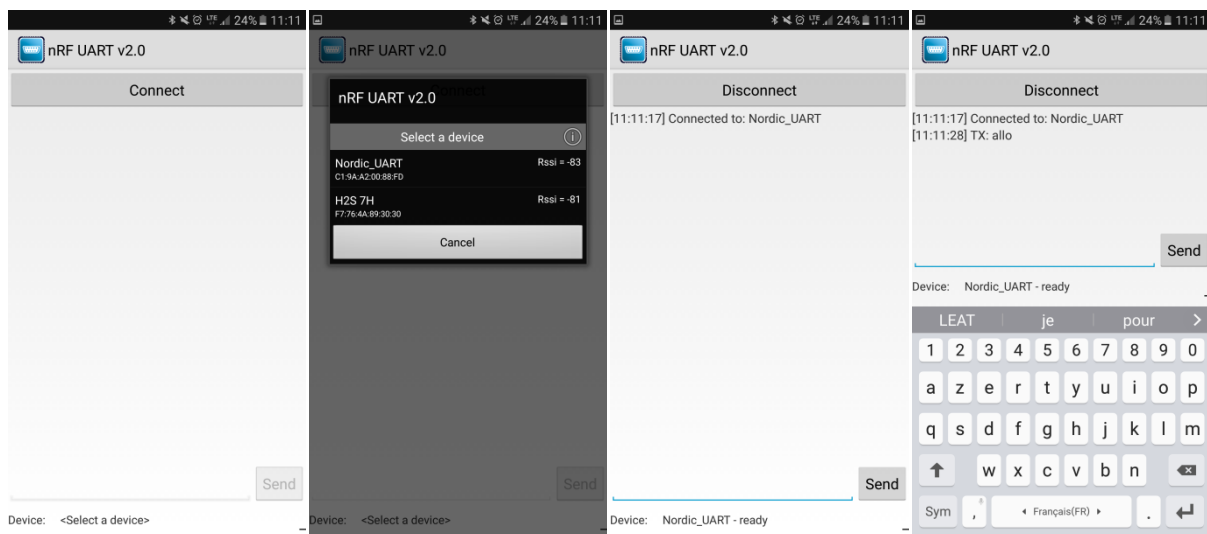 LTE 24% 11:11
nRF UART v2.0
Connect
Send
Device: <Select a device>
LTE 24% 11:11
nRF UART v2.0
nRF UART v2.0
Select a device
Nordic_UART Rssi = -83
C1:9A:A2:00:88:FD
H2S 7H Rssi = -81
F7:76:4A:89:30:30
Cancel
Send
Device: <Select a device>
LTE 24% 11:11
nRF UART v2.0
Disconnect
[11:11:17] Connected to: Nordic_UART
Send
Device: Nordic_UART - ready
LTE 24% 11:11
nRF UART v2.0
Disconnect
[11:11:17] Connected to: Nordic_UART
[11:11:28] TX: allo
Send
Device: Nordic_UART - ready
LEAT je pour >
1 2 3 4 5 6 7 8 9 0
a z e r t y u i o p
q s d f g h j k l m
w x c v b n
Sym , Français(FR) .